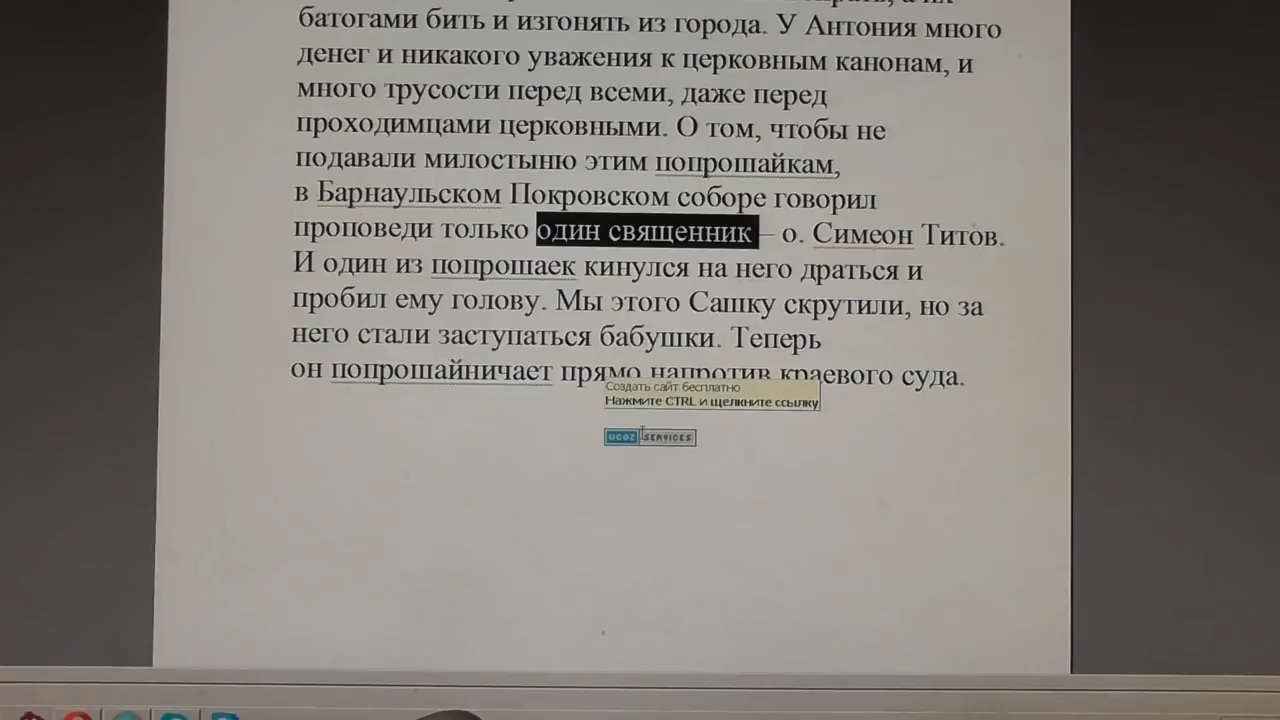 батогами бить и изгонять из города. У Антония много
денег и никакого уважения к церковным канонам, и
много трусости перед всеми, даже перед
проходимцами церковными. О том, чтобы не
подавали милостыню этим попрошайкам,
в Барнаульском Покровском соборе говорил
проповеди только один священник – о. Симеон Титов.
И один из попрошаек кинулся на него драться и
пробил ему голову. Мы этого Сашку скрутили, но за
него стали заступаться бабушки. Теперь
он попрошайничает прямо напротив краевого суда.
Создать сайт бесплатно
Нажмите CTRL и щелкните ссылку
UCOZ SERVICES